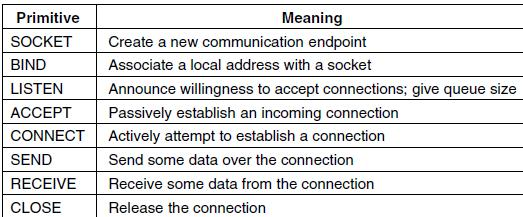 Primitive Meaning
SOCKET Create a new communication endpoint
BIND Associate a local address with a socket
LISTEN Announce willingness to accept connections; give queue size
ACCEPT Passively establish an incoming connection
CONNECT Actively attempt to establish a connection
SEND Send some data over the connection
RECEIVE Receive some data from the connection
CLOSE Release the connection